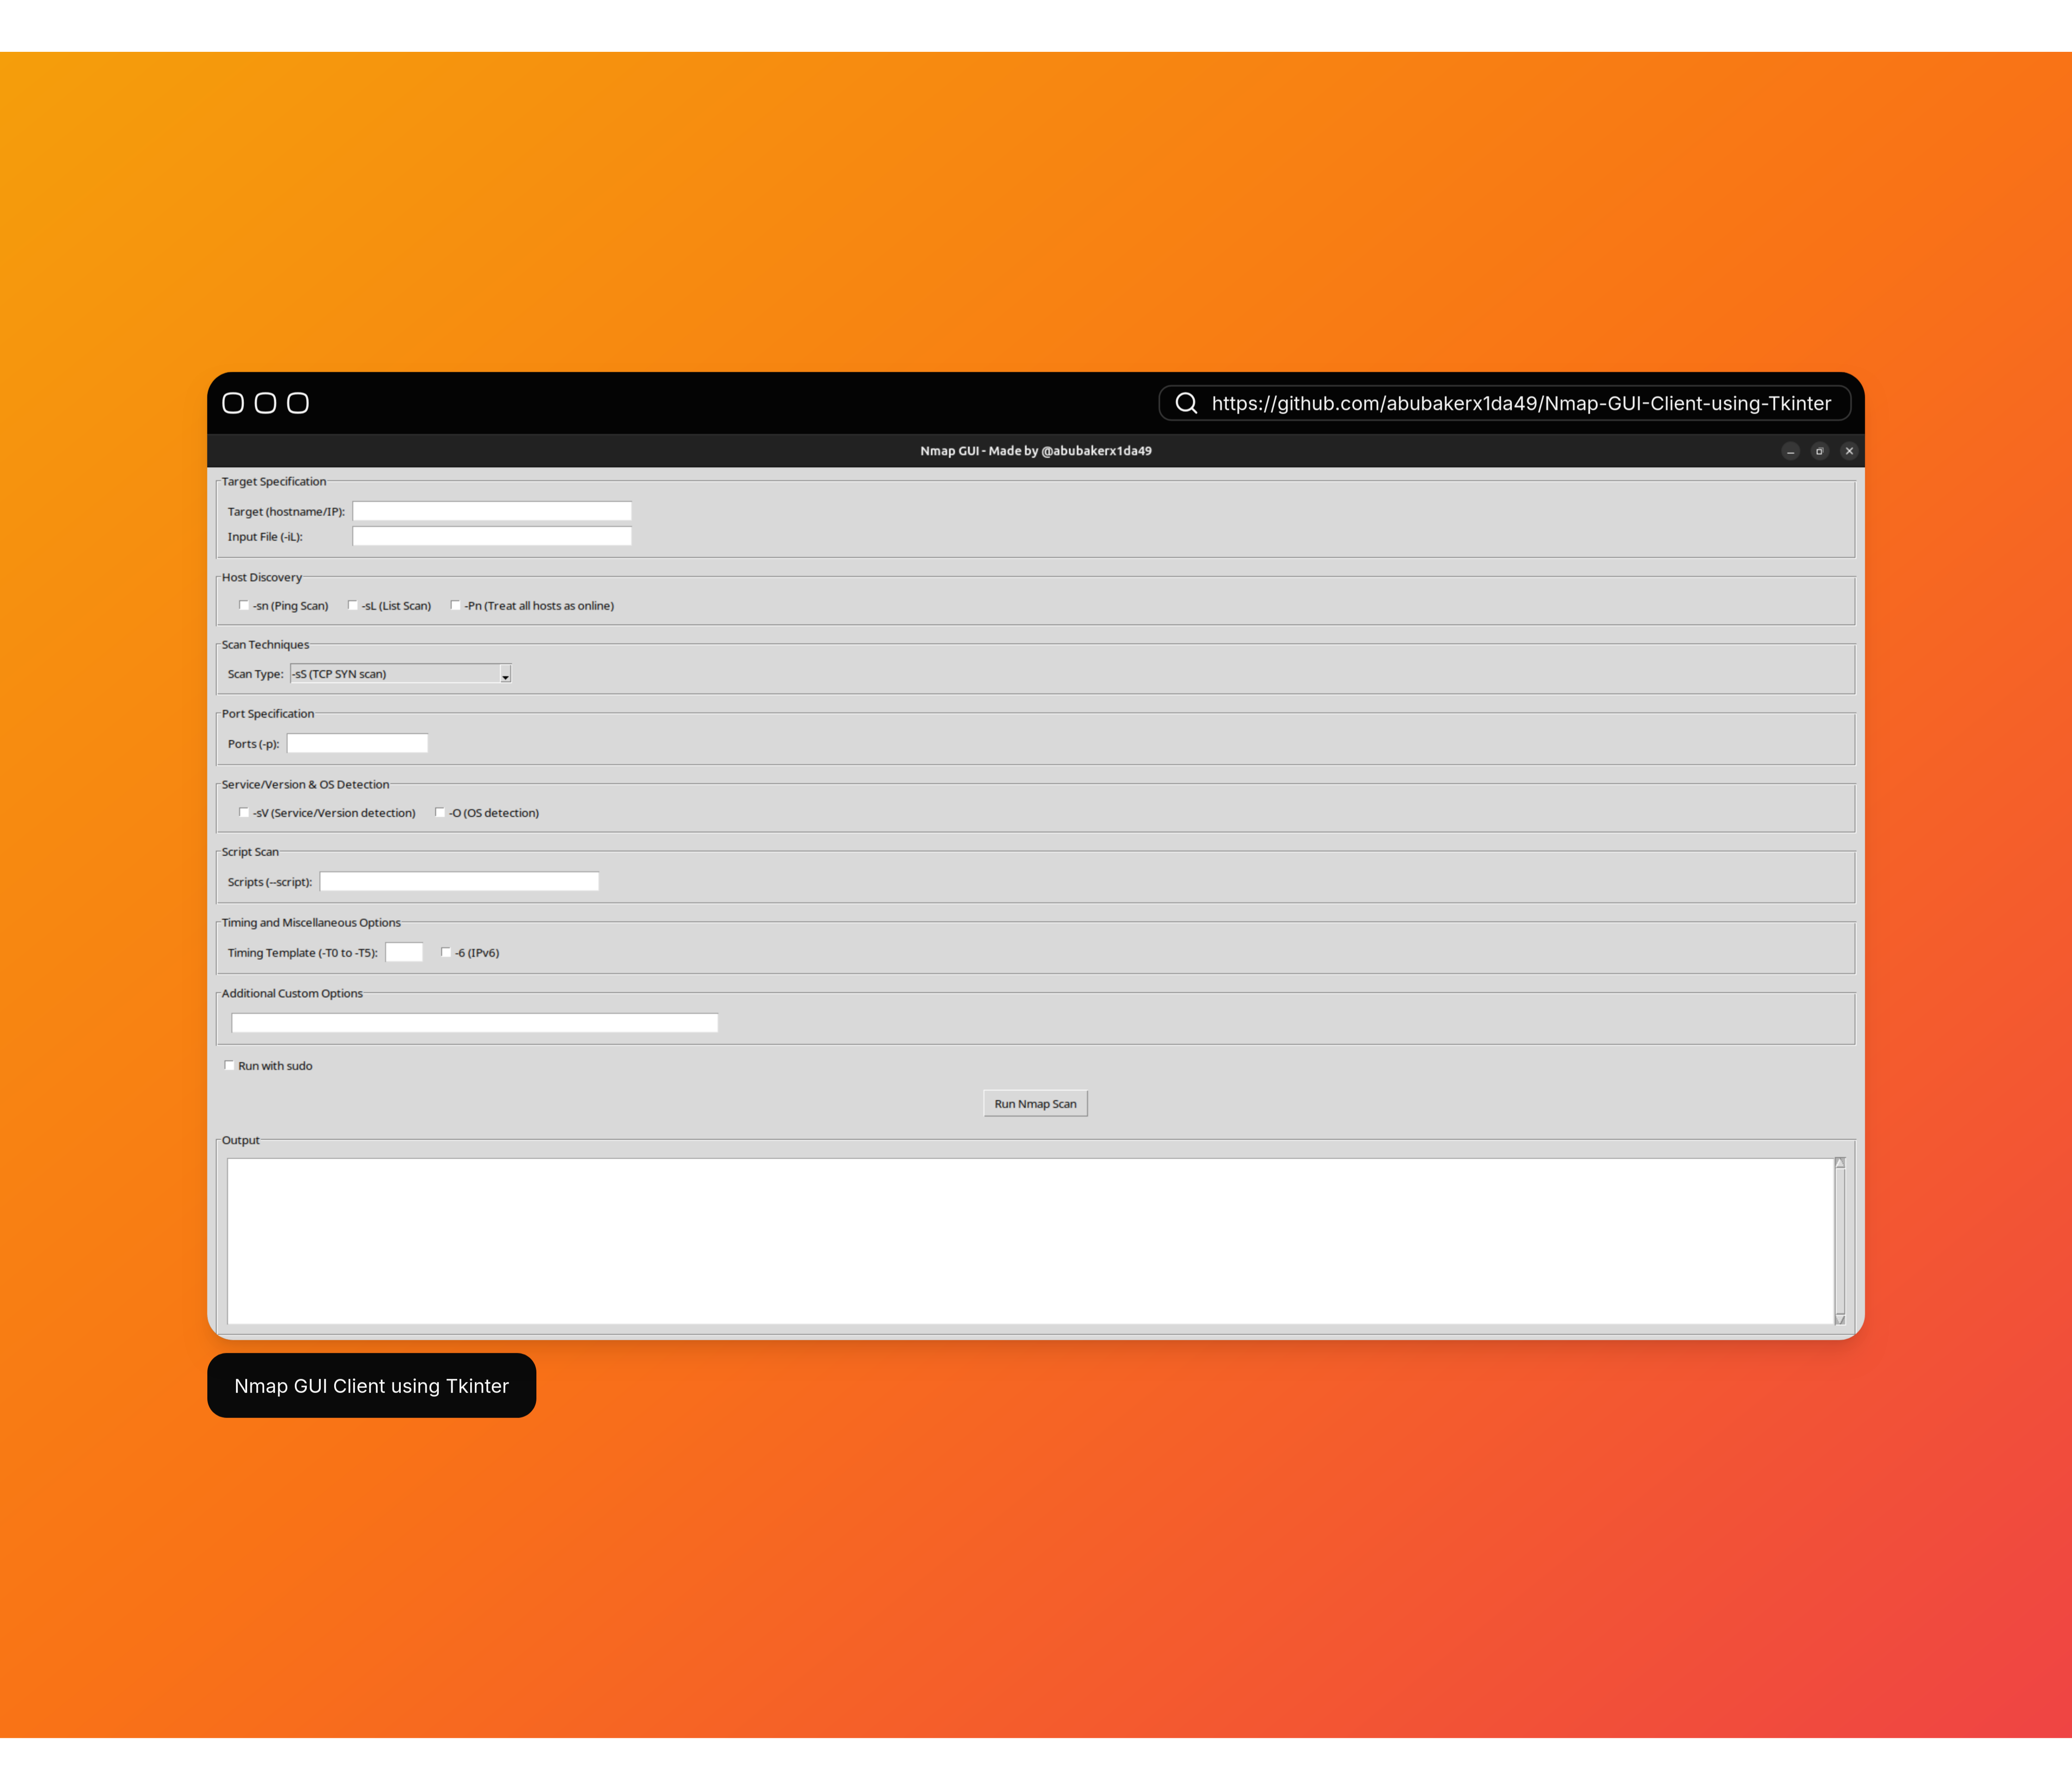 https://github.com/abubakerx1da49/Nmap-GUI-Client-using-Tkinter
Nmap GUI - Made by @abubakerx1da49
Target Specification
Target (hostname/IP):
Input File (-iL):
Host Discovery
-sn (Ping Scan) -sL (List Scan) -Pn (Treat all hosts as online)
Scan Techniques
Scan Type: -sS (TCP SYN scan)
Port Specification
Ports (-p):
Service/Version & OS Detection
-sV (Service/Version detection) -O (OS detection)
Script Scan
Scripts (--script):
Timing and Miscellaneous Options
Timing Template (-T0 to -T5): -6 (IPv6)
Additional Custom Options
Run with sudo
Run Nmap Scan
Output
Nmap GUI Client using Tkinter